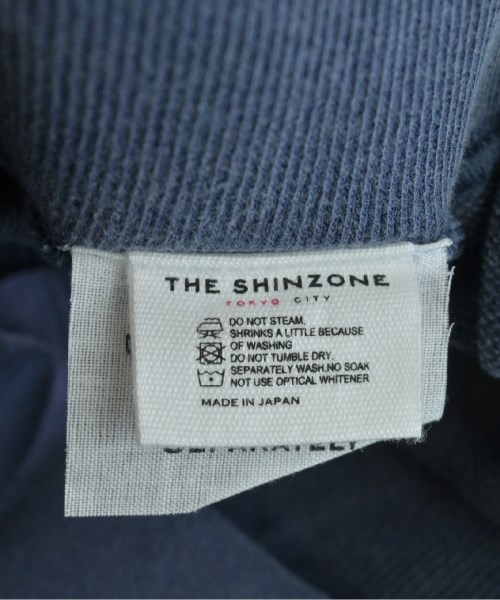 THE SHINZONE
TOKYO CITY
DO NOT STEAM.
SHRINKS A LITTLE BECAUSE
OF WASHING
DO NOT TUMBLE DRY.
SEPARATELY WASH.NO SOAK
NOT USE OPTICAL WHITENER
MADE IN JAPAN
SEPARATELY